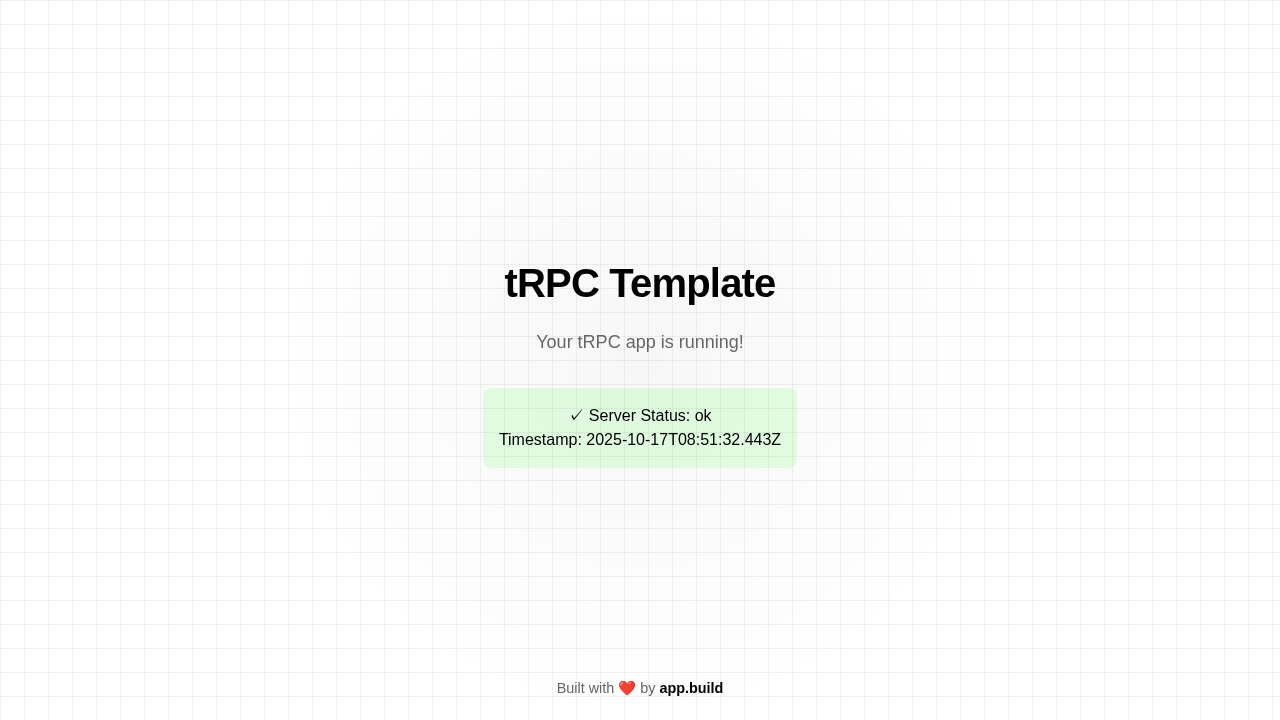 tRPC Template
Your tRPC app is running!
✓ Server Status: ok
Timestamp: 2025-10-17T08:51:32.443Z
Built with ❤️ by app.build